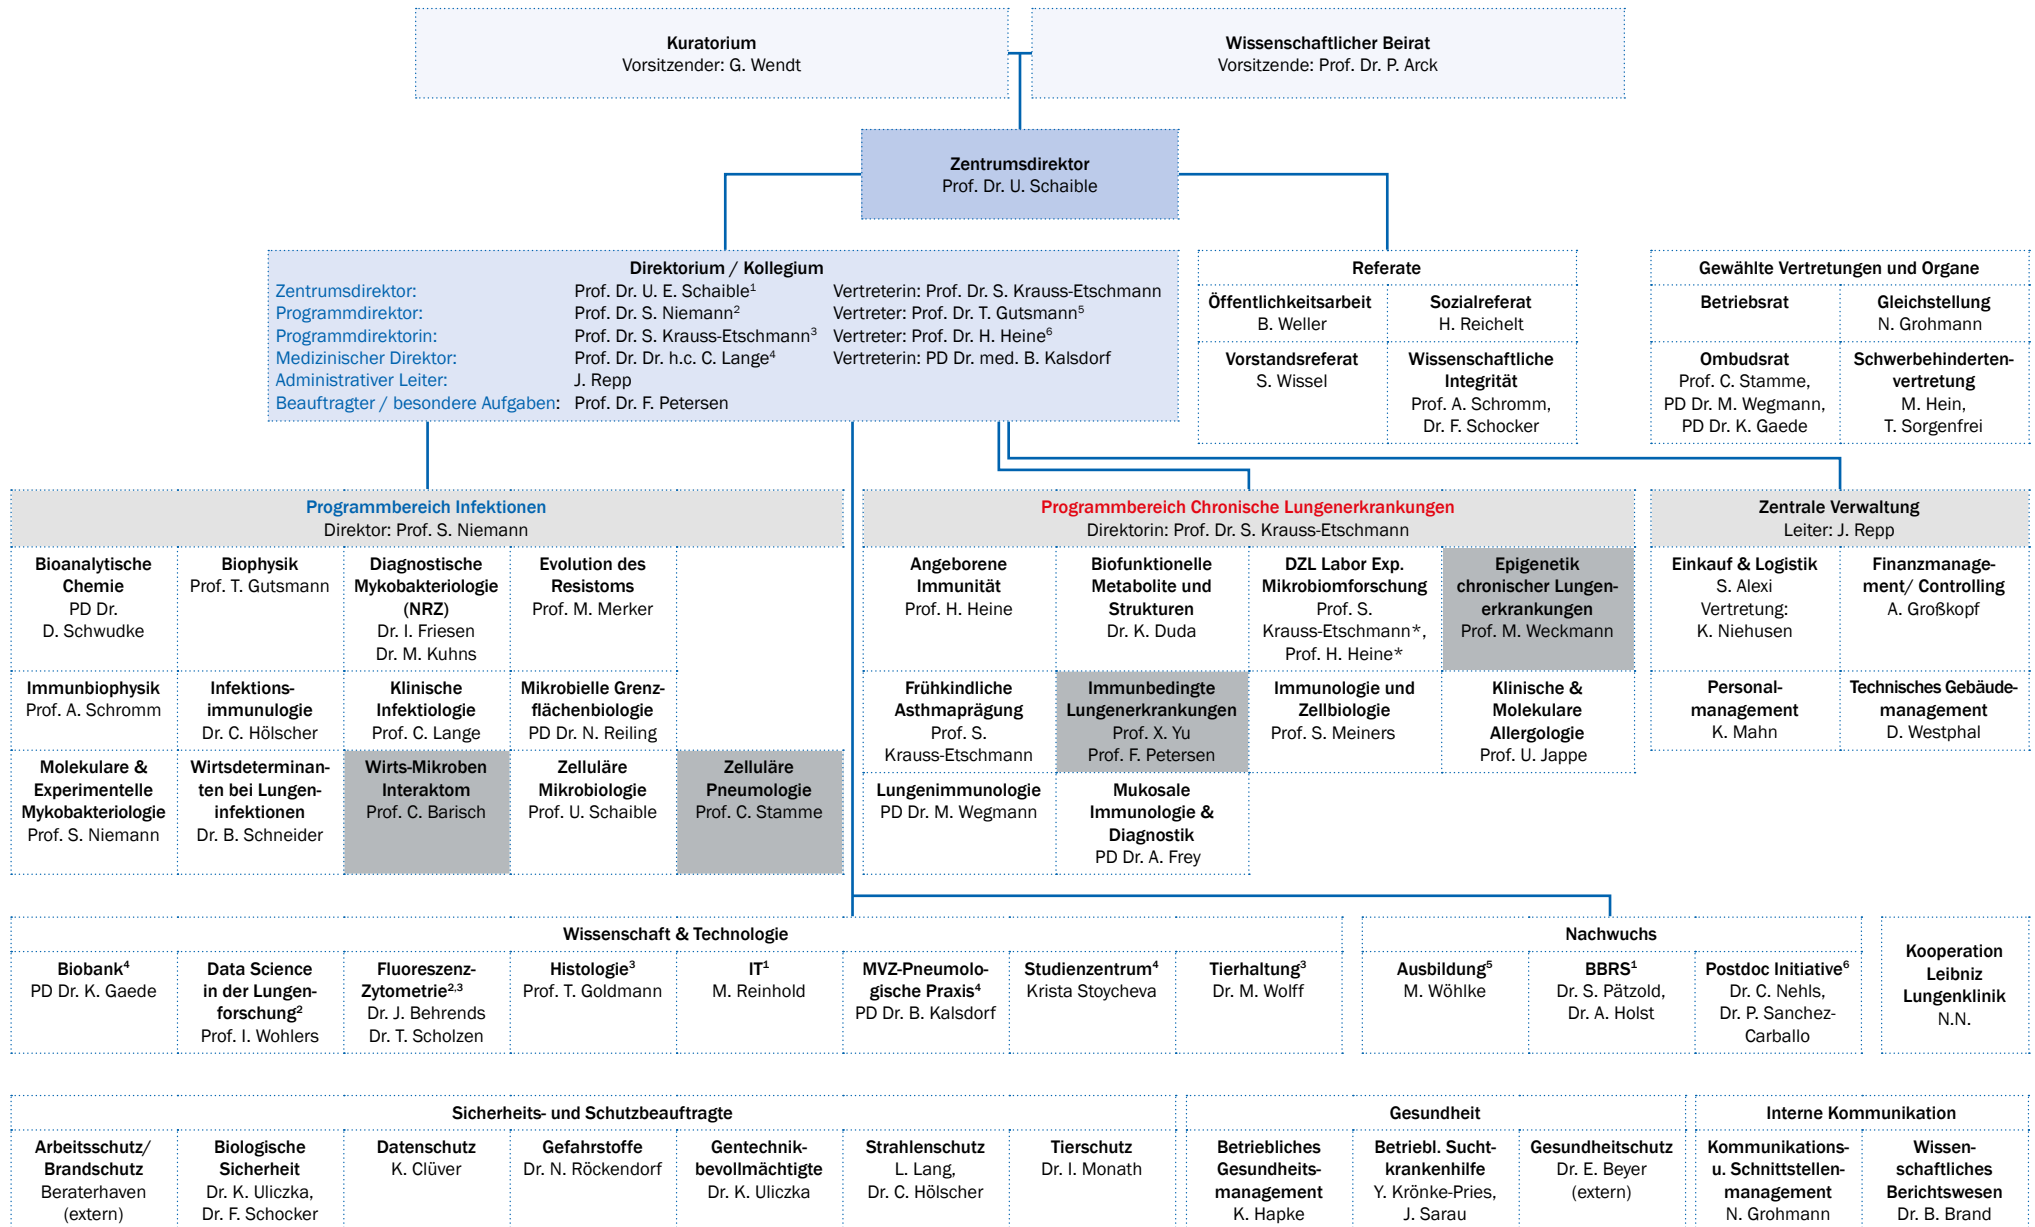 Kuratorium
Vorsitzender: G. Wendt
Wissenschaftlicher Beirat
Vorsitzende: Prof. Dr. P. Arck
Zentrumsdirektor
Prof. Dr. U. Schaible
Direktorium / Kollegium
Zentrumsdirektor: Prof. Dr. U. E. Schaible¹ Vertreterin: Prof. Dr. S. Krauss-Etschmann
Programmdirektor: Prof. Dr. S. Niemann² Vertreter: Prof. Dr. T. Gutsmann⁵
Programmdirektorin: Prof. Dr. S. Krauss-Etschmann³ Vertreter: Prof. Dr. H. Heine⁶
Medizinischer Direktor: Prof. Dr. Dr. h.c. C. Lange⁴ Vertreterin: PD Dr. med. B. Kalsdorf
Administrativer Leiter: J. Repp
Beauftragter / besondere Aufgaben: Prof. Dr. F. Petersen
Referate
Öffentlichkeitsarbeit
B. Weller
Sozialreferat
H. Reichelt
Vorstandsreferat
S. Wissel
Wissenschaftliche
Integrität
Prof. A. Schromm,
Dr. F. Schocker
Gewählte Vertretungen und Organe
Betriebsrat
Gleichstellung
N. Grohmann
Ombudsrat
Prof. C. Stamme,
PD Dr. M. Wegmann,
PD Dr. K. Gaede
Schwerbehinderten-
vertretung
M. Hein,
T. Sorgenfrei
Programmbereich Infektionen
Direktor: Prof. S. Niemann
Bioanalytische
Chemie
PD Dr.
D. Schwudke
Biophysik
Prof. T. Gutsmann
Diagnostische
Mykobakteriologie
(NRZ)
Dr. I. Friesen
Dr. M. Kuhns
Evolution des
Resistoms
Prof. M. Merker
Immunbiophysik
Prof. A. Schromm
Infektions-
immunulogie
Dr. C. Hölscher
Klinische
Infektiologie
Prof. C. Lange
Mikrobielle Grenz-
flächenbiologie
PD Dr. N. Reiling
Molekulare &
Experimentelle
Mykobakteriologie
Prof. S. Niemann
Wirtsdeterminan-
ten bei Lungen-
infektionen
Dr. B. Schneider
Wirts-Mikroben
Interaktom
Prof. C. Barisch
Zelluläre
Mikrobiologie
Prof. U. Schaible
Zelluläre
Pneumologie
Prof. C. Stamme
Programmbereich Chronische Lungenerkrankungen
Direktorin: Prof. Dr. S. Krauss-Etschmann
Angeborene
Immunität
Prof. H. Heine
Biofunktionelle
Metabolite und
Strukturen
Dr. K. Duda
DZL Labor Exp.
Mikrobiomforschung
Prof. S.
Krauss-Etschmann*,
Prof. H. Heine*
Epigenetik
chronischer Lungen-
erkrankungen
Prof. M. Weckmann
Frühkindliche
Asthmaprägung
Prof. S.
Krauss-Etschmann
Immunbedingte
Lungenerkrankungen
Prof. X. Yu
Prof. F. Petersen
Immunologie und
Zellbiologie
Prof. S. Meiners
Klinische &
Molekulare
Allergologie
Prof. U. Jappe
Lungenimmunologie
PD Dr. M. Wegmann
Mukosale
Immunologie &
Diagnostik
PD Dr. A. Frey
Zentrale Verwaltung
Leiter: J. Repp
Einkauf & Logistik
S. Alexi
Vertretung:
K. Niehusen
Finanzmanage-
ment/ Controlling
A. Großkopf
Personal-
management
K. Mahn
Technisches Gebäude-
management
D. Westphal
Wissenschaft & Technologie
Biobank⁴
PD Dr. K. Gaede
Data Science
in der Lungen-
forschung²
Prof. I. Wohlers
Fluoreszenz-
Zytometrie²,³
Dr. J. Behrends
Dr. T. Scholzen
Histologie³
Prof. T. Goldmann
IT¹
M. Reinhold
MVZ-Pneumolo-
gische Praxis⁴
PD Dr. B. Kalsdorf
Studienzentrum⁴
Krista Stoycheva
Tierhaltung³
Dr. M. Wolff
Nachwuchs
Ausbildung⁵
M. Wöhlke
BBRS¹
Dr. S. Pätzold,
Dr. A. Holst
Postdoc Initiative⁶
Dr. C. Nehls,
Dr. P. Sanchez-
Carballo
Kooperation
Leibniz
Lungenklinik
N.N.
Sicherheits- und Schutzbeauftragte
Arbeitsschutz/
Brandschutz
Beraterhaven
(extern)
Biologische
Sicherheit
Dr. K. Uliczka,
Dr. F. Schocker
Datenschutz
K. Clüver
Gefahrstoffe
Dr. N. Röckendorf
Gentechnik-
bevollmächtigte
Dr. K. Uliczka
Strahlenschutz
L. Lang,
Dr. C. Hölscher
Tierschutz
Dr. I. Monath
Gesundheit
Betriebliches
Gesundheits-
management
K. Hapke
Betriebl. Sucht-
krankenhilfe
Y. Krönke-Pries,
J. Sarau
Gesundheitschutz
Dr. E. Beyer
(extern)
Interne Kommunikation
Kommunikations-
u. Schnittstellen-
management
N. Grohmann
Wissen-
schaftliches
Berichtswesen
Dr. B. Brand